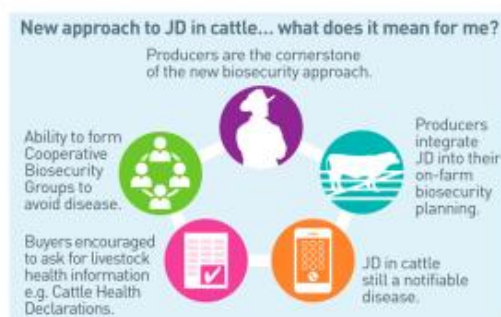 New approach to JD in cattle... what does it mean for me?
Producers are the cornerstone
of the new biosecurity approach.
Ability to form
Cooperative
Biosecurity
Groups to
avoid disease.
Producers
integrate
JD into their
on-farm
biosecurity
planning.
Buyers encouraged
to ask for livestock
health information
e.g. Cattle Health
Declarations.
JD in cattle
still a notifiable
disease.